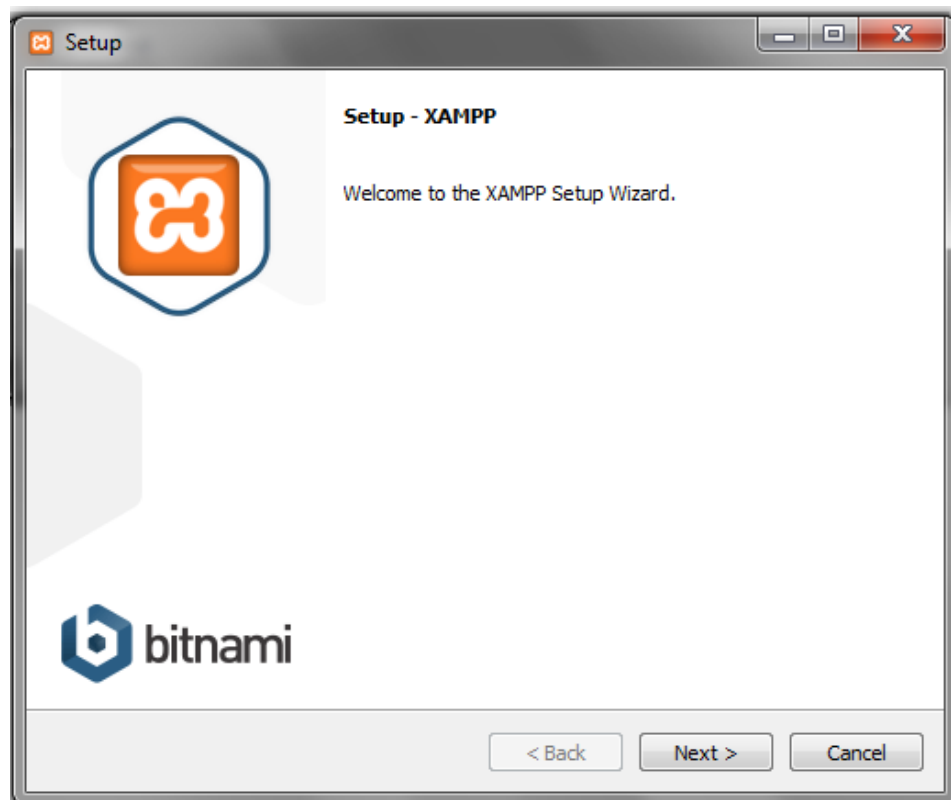 Setup
Setup - XAMPP
Welcome to the XAMPP Setup Wizard.
bitnami
< Back Next > Cancel